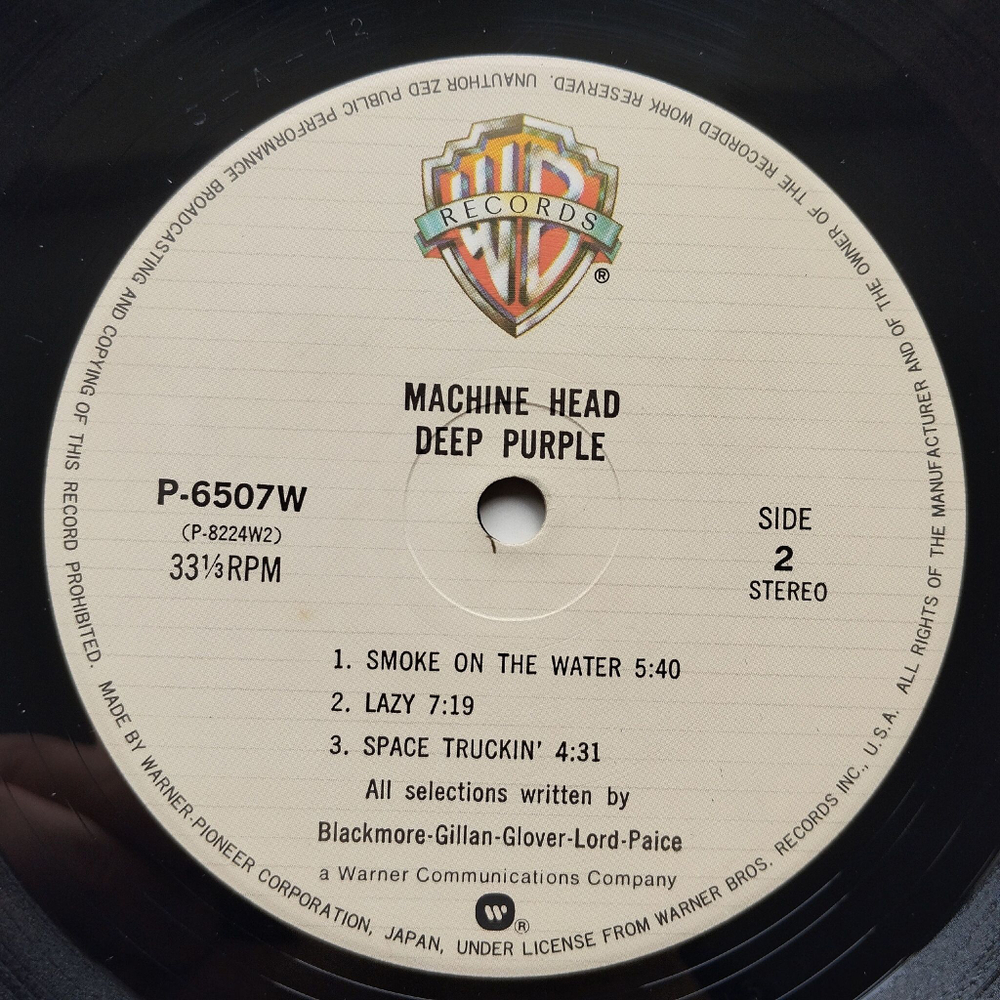 WB
RECORDS
®
MACHINE HEAD
DEEP PURPLE
P-6507W
(P-8224W2)
33⅓RPM
SIDE
2
STEREO
1. SMOKE ON THE WATER 5:40
2. LAZY 7:19
3. SPACE TRUCKIN' 4:31
All selections written by
Blackmore-Gillan-Glover-Lord-Paice
a Warner Communications Company
W®
MADE BY WARNER-PIONEER CORPORATION, JAPAN, UNDER LICENSE FROM WARNER BROS. RECORDS INC., U.S.A. ALL RIGHTS OF THE MANUFACTURER AND OF THE OWNER OF THE RECORDED WORK RESERVED. UNAUTHOR ZED PUBLIC PERFORMANCE BROADCASTING AND COPYING OF THIS RECORD PROHIBITED.
A - 12